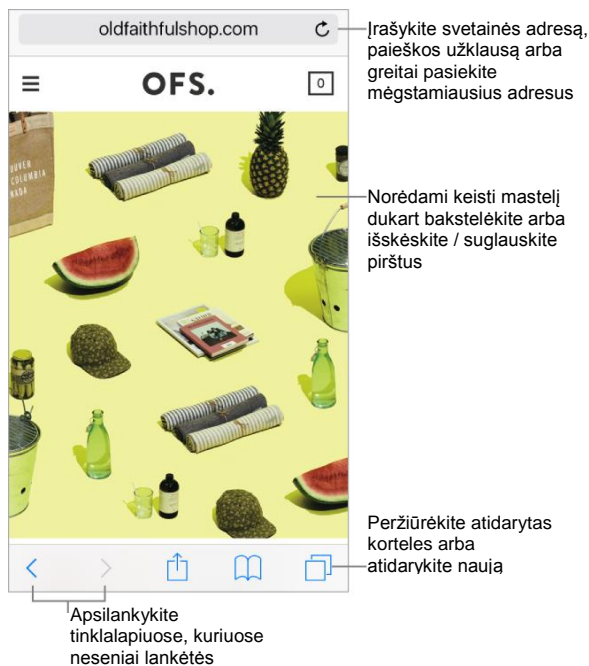 oldfaithfulshop.com
Įrašykite svetainės adresą,
paieškos užklausą arba
greitai pasiekite
mėgstamiausius adresus
OFS.
0
COLUMBIA
Norėdami keisti mastelį
dukart bakstelėkite arba
išskėskite / suglauskite
pirštus
Peržiūrėkite atidarytas
korteles arba
atidarykite naują
Apsilankykite
tinklalapiuose, kuriuose
neseniai lankėtės